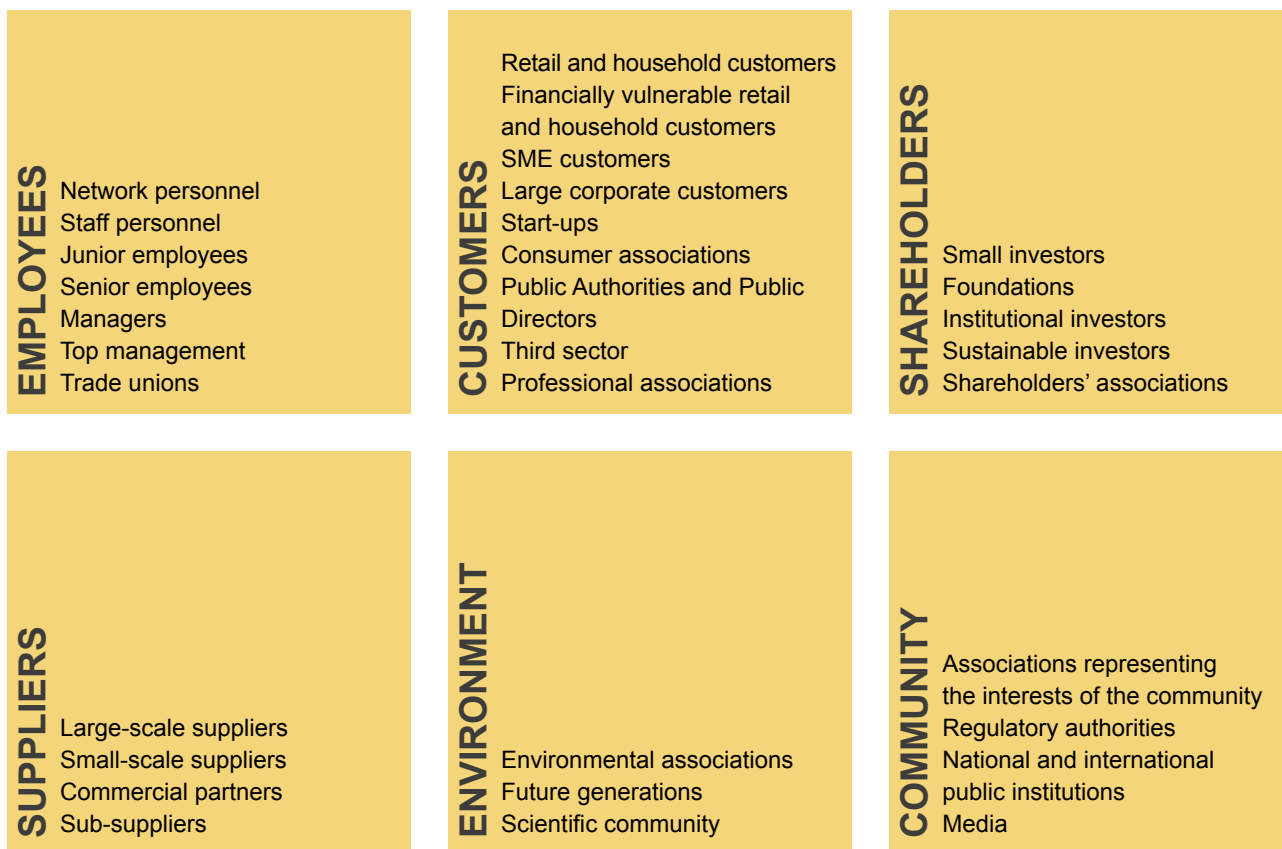 EMPLOYEES
Network personnel
Staff personnel
Junior employees
Senior employees
Managers
Top management
Trade unions
CUSTOMERS
Retail and household customers
Financially vulnerable retail
and household customers
SME customers
Large corporate customers
Start-ups
Consumer associations
Public Authorities and Public
Directors
Third sector
Professional associations
SHAREHOLDERS
Small investors
Foundations
Institutional investors
Sustainable investors
Shareholders’ associations
SUPPLIERS
Large-scale suppliers
Small-scale suppliers
Commercial partners
Sub-suppliers
ENVIRONMENT
Environmental associations
Future generations
Scientific community
COMMUNITY
Associations representing
the interests of the community
Regulatory authorities
National and international
public institutions
Media